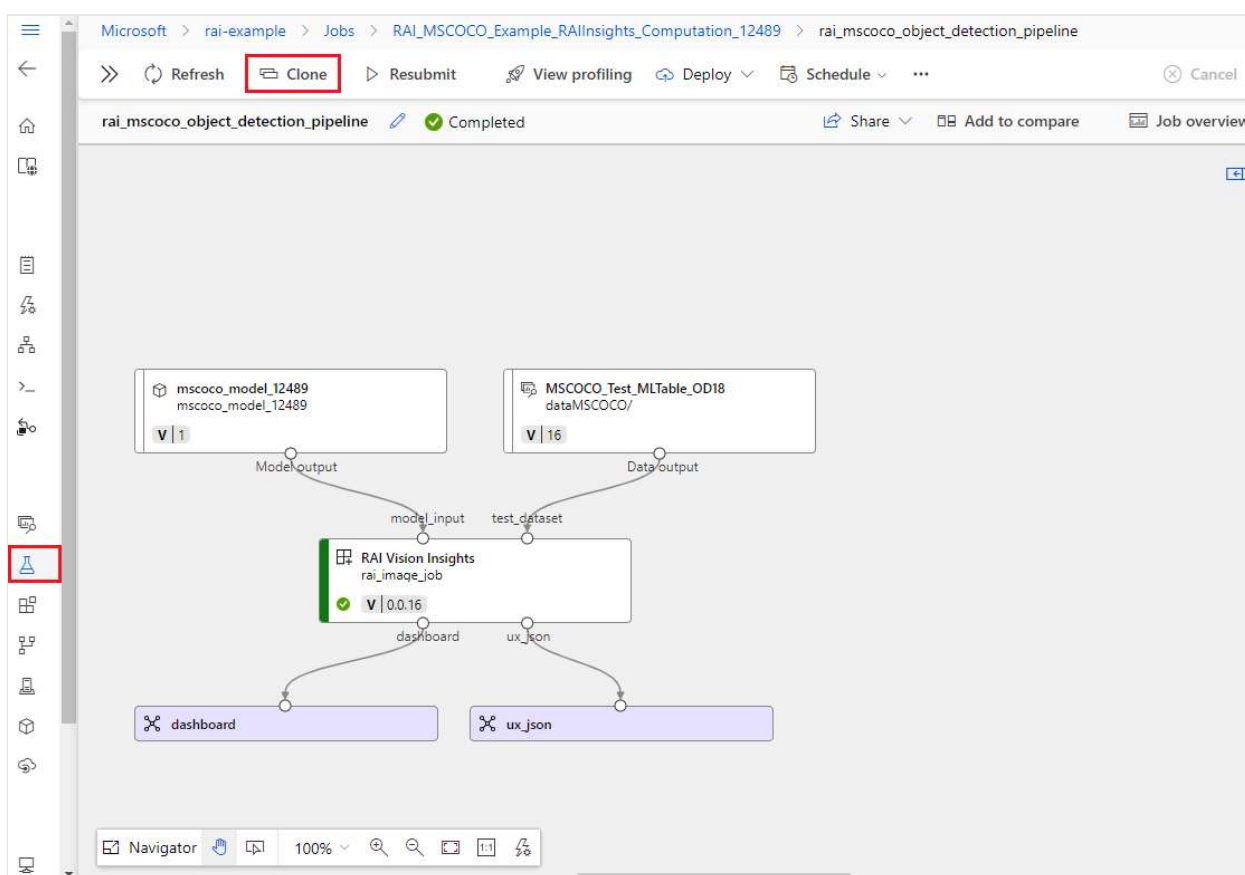 Microsoft > rai-example > Jobs > RAI_MSCOCO_Example_RAIInsights_Computation_12489 > rai_mscoco_object_detection_pipeline
Refresh Clone Resubmit View profiling Deploy Schedule ··· Cancel
rai_mscoco_object_detection_pipeline Completed Share Add to compare Job overview
mscoco_model_12489 MSCOCO_Test_MLTable_OD18
mscoco_model_12489 dataMSCOCO/
V | 1 V | 16
Model output Data output
model_input test_dataset
RAI Vision Insights
rai_image_job
V | 0.0.16
dashboard ux_json
dashboard ux_json
Navigator 100% 1:1